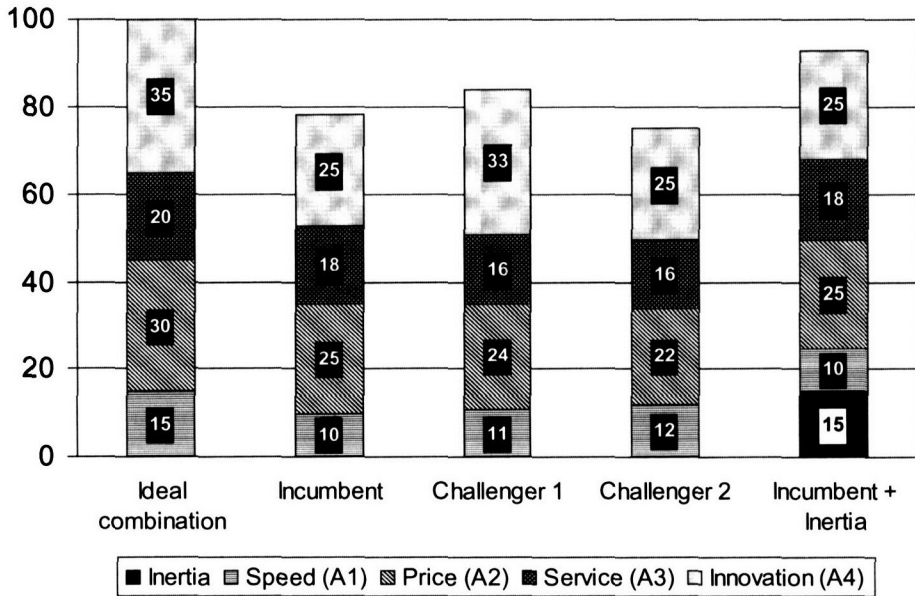 100
80
60
40
20
0
35 20 30 15
25 18 25 10
33 16 24 11
25 16 22 12
25 18 25 10 15
Ideal combination
Incumbent
Challenger 1
Challenger 2
Incumbent + Inertia
Inertia Speed (A1) Price (A2) Service (A3) Innovation (A4)